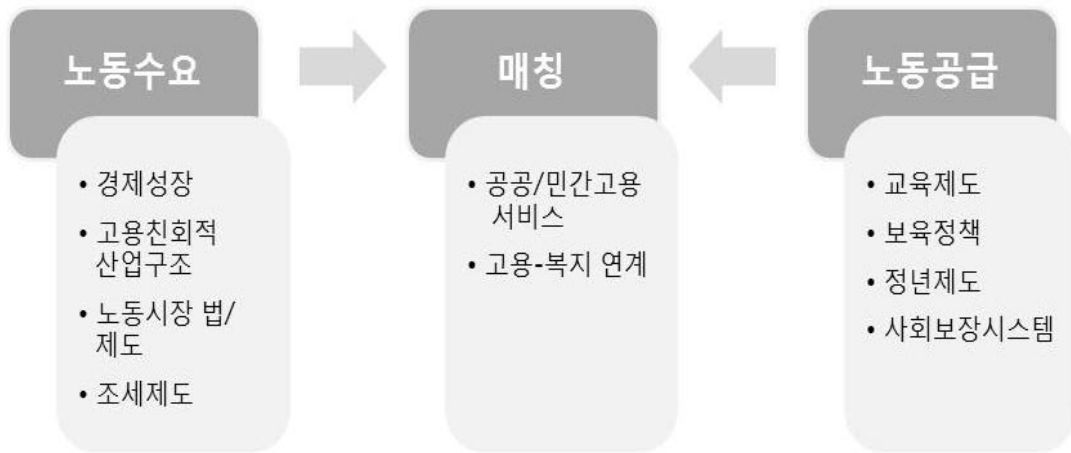 노동수요
• 경제성장
• 고용친회적
산업구조
• 노동시장 법/
제도
• 조세제도
매칭
• 공공/민간고용
서비스
• 고용-복지 연계
노동공급
• 교육제도
• 보육정책
• 정년제도
• 사회보장시스템